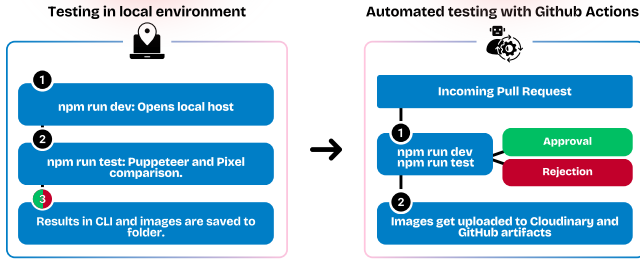 Testing in local environment
1
npm run dev: Opens local host
2
npm run test: Puppeteer and Pixel
comparison.
3
Results in CLI and images are saved to
folder.
Automated testing with Github Actions
Incoming Pull Request
1
npm run dev
npm run test
Approval
Rejection
2
Images get uploaded to Cloudinary and
GitHub artifacts